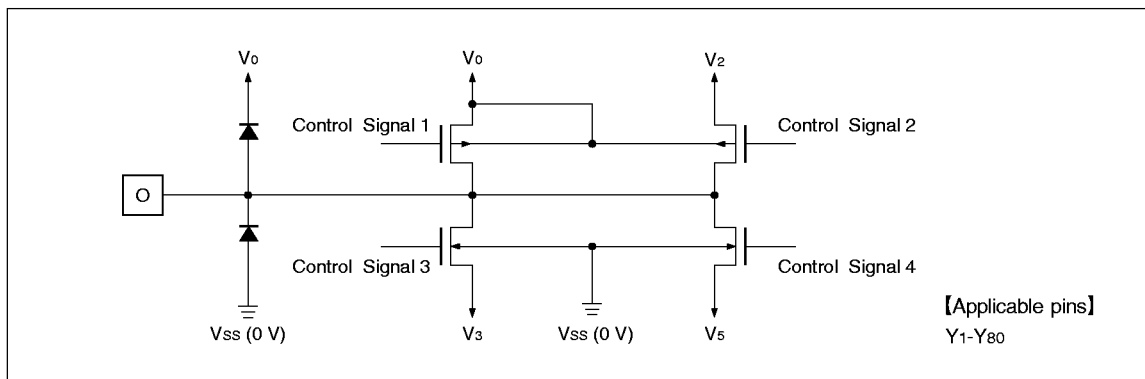 V0 V0 V2
Control Signal 1 Control Signal 2
O
Control Signal 3 Control Signal 4
VSS (0 V) V3 VSS (0 V) V5
【Applicable pins】
Y1-Y80